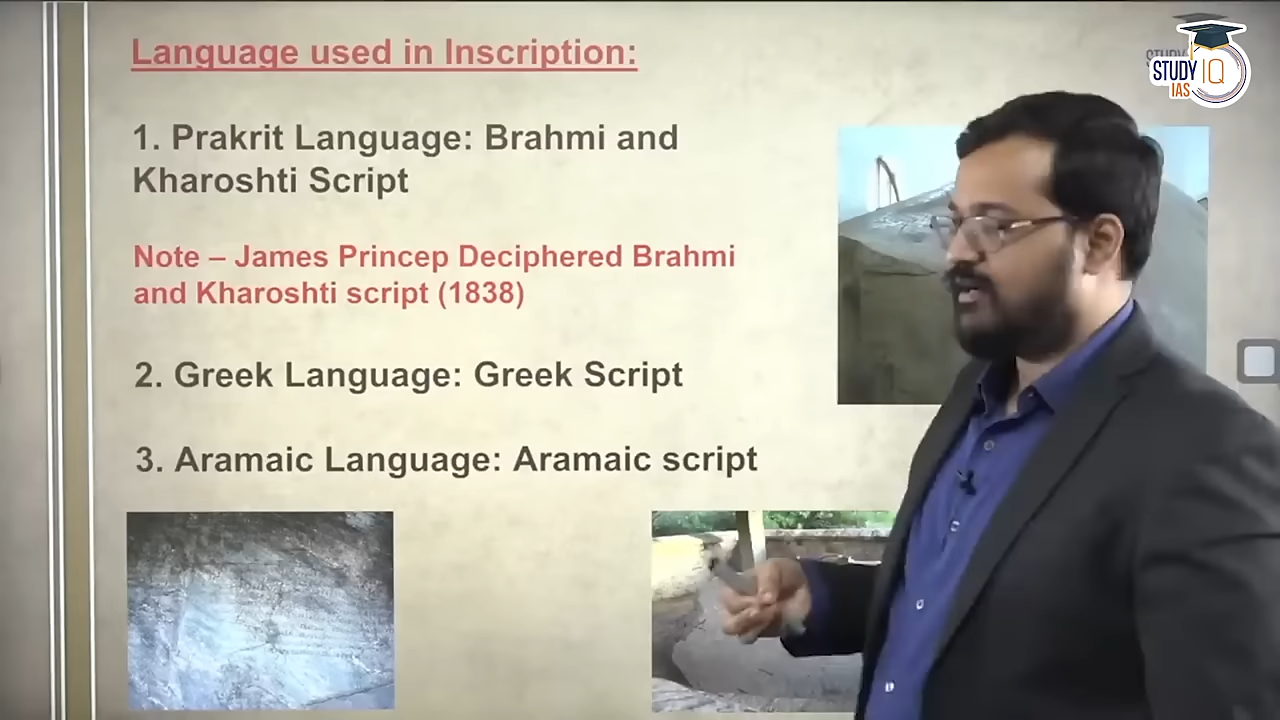 Language used in Inscription:
1. Prakrit Language: Brahmi and
Kharoshti Script
Note – James Princep Deciphered Brahmi
and Kharoshti script (1838)
2. Greek Language: Greek Script
3. Aramaic Language: Aramaic script
STUDY IQ
IAS